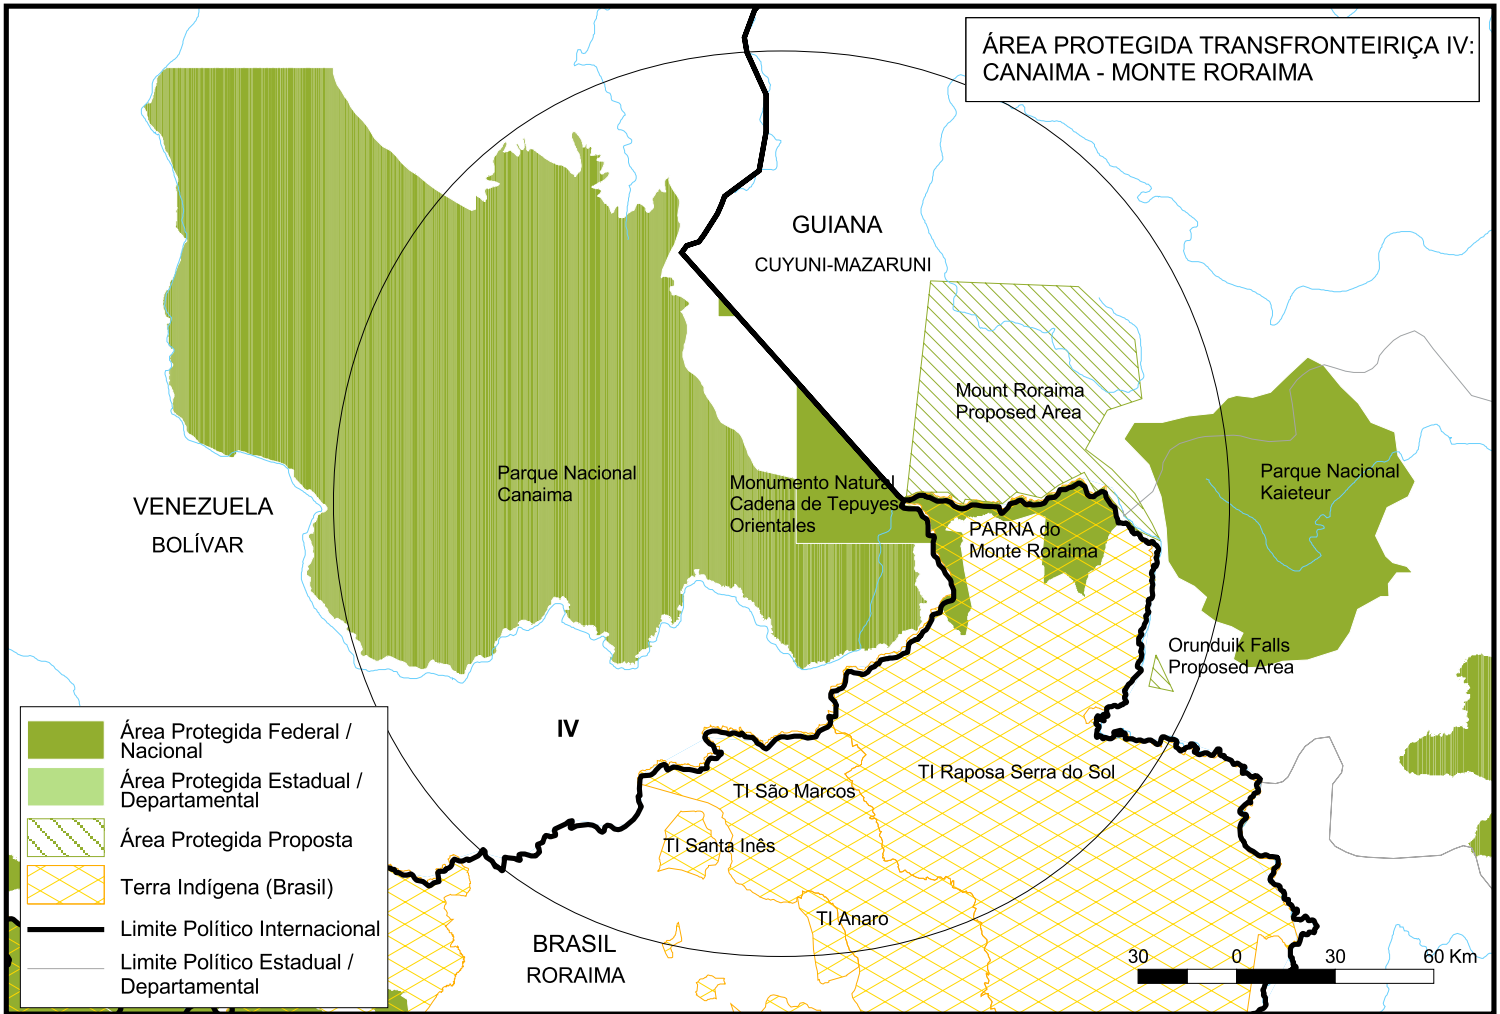 ÁREA PROTEGIDA TRANSFRONTEIRIÇA IV:
CANAIMA - MONTE RORAIMA
GUIANA
CUYUNI-MAZARUNI
Mount Roraima
Proposed Area
Parque Nacional
Canaima
Monumento Natural
Cadena de Tepuyes
Orientales
Parque Nacional
Kaieteur
VENEZUELA
BOLÍVAR
PARNA do
Monte Roraima
Orunduik Falls
Proposed Area
IV
TI Raposa Serra do Sol
TI São Marcos
TI Santa Inês
TI Anaro
BRASIL
RORAIMA
Área Protegida Federal /
Nacional
Área Protegida Estadual /
Departamental
Área Protegida Proposta
Terra Indígena (Brasil)
Limite Político Internacional
Limite Político Estadual /
Departamental
30 0 30 60 Km